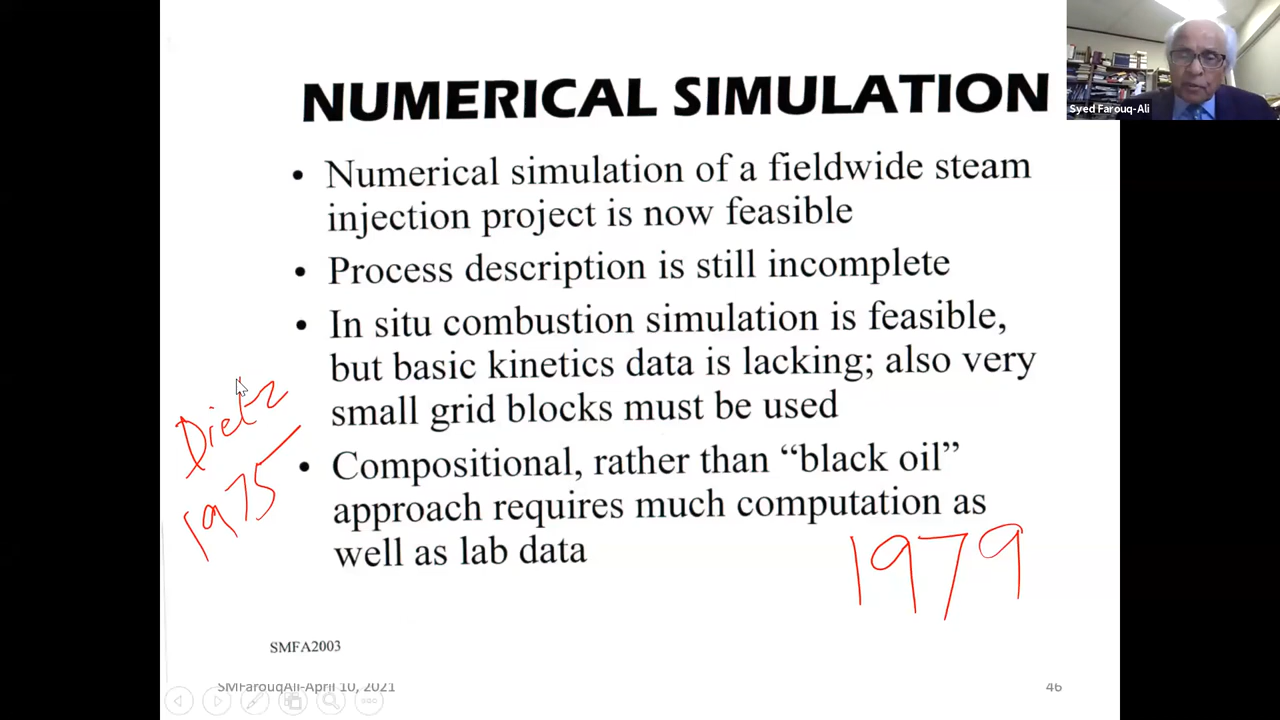 NUMERICAL SIMULATION
Syed Farouq-Ali
• Numerical simulation of a fieldwide steam
injection project is now feasible
• Process description is still incomplete
• In situ combustion simulation is feasible,
but basic kinetics data is lacking; also very
small grid blocks must be used
Dietz
1975
• Compositional, rather than “black oil”
approach requires much computation as
well as lab data
1979
SMFA2003
SMFarouqAli-April 10, 2021
46